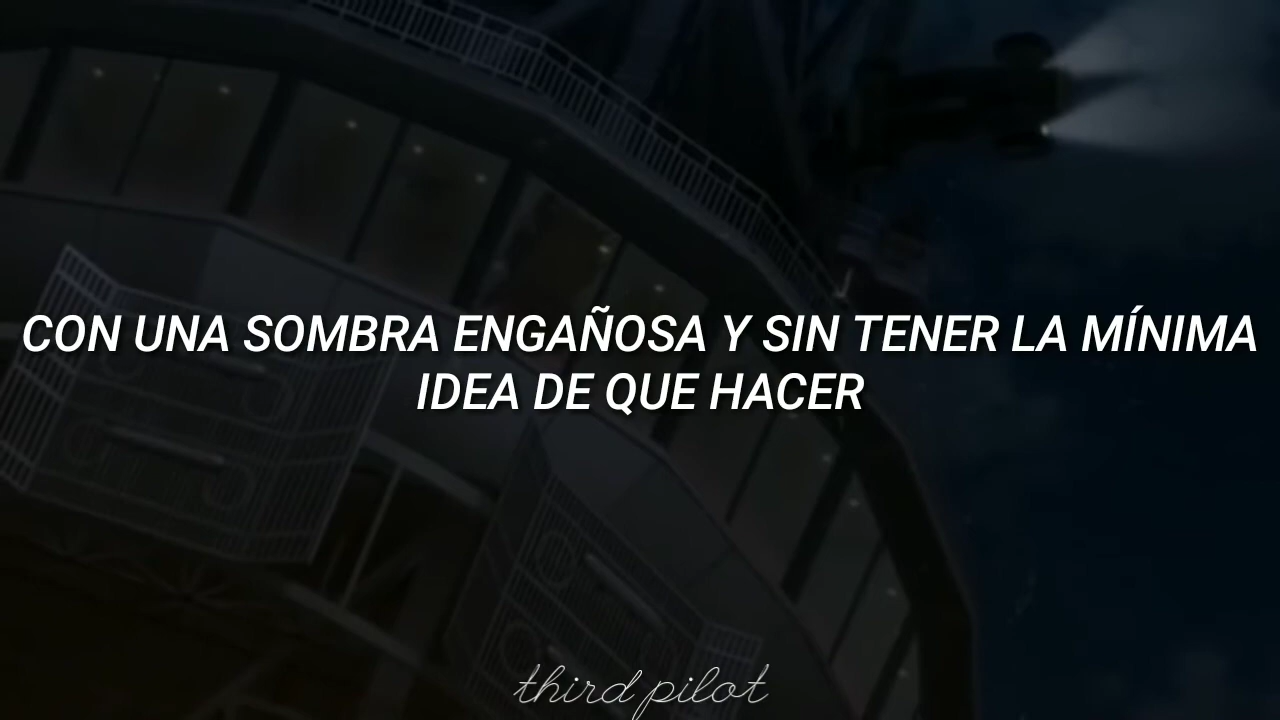 CON UNA SOMBRA ENGAÑOSA Y SIN TENER LA MÍNIMA
IDEA DE QUE HACER
third pilot